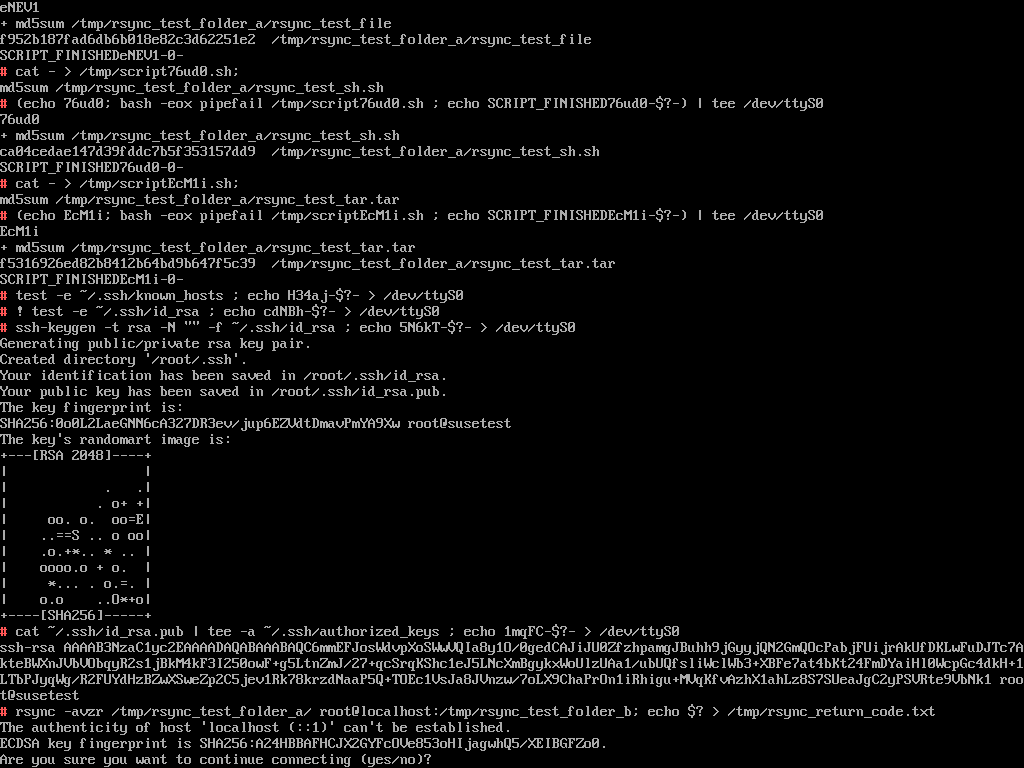 eNEV1
+ md5sum /tmp/rsync_test_folder_a/rsync_test_file
f952b187fad6db6b018e82c3d62251e2  /tmp/rsync_test_folder_a/rsync_test_file
SCRIPT_FINISHEDeNEV1-0-
# cat - > /tmp/script76ud0.sh;
md5sum /tmp/rsync_test_folder_a/rsync_test_sh.sh
# (echo 76ud0; bash -eox pipefail /tmp/script76ud0.sh ; echo SCRIPT_FINISHED76ud0-$?-) | tee /dev/ttyS0
76ud0
+ md5sum /tmp/rsync_test_folder_a/rsync_test_sh.sh
ca04cedae147d39fddc7b5f353157dd9  /tmp/rsync_test_folder_a/rsync_test_sh.sh
SCRIPT_FINISHED76ud0-0-
# cat - > /tmp/scriptEcM1i.sh;
md5sum /tmp/rsync_test_folder_a/rsync_test_tar.tar
# (echo EcM1i; bash -eox pipefail /tmp/scriptEcM1i.sh ; echo SCRIPT_FINISHEDEcM1i-$?-) | tee /dev/ttyS0
EcM1i
+ md5sum /tmp/rsync_test_folder_a/rsync_test_tar.tar
f5316926ed82b8412b64bd9b647f5c39  /tmp/rsync_test_folder_a/rsync_test_tar.tar
SCRIPT_FINISHEDEcM1i-0-
# test -e ~/.ssh/known_hosts ; echo H34aj-$?- > /dev/ttyS0
# ! test -e ~/.ssh/id_rsa ; echo cdNBh-$?- > /dev/ttyS0
# ssh-keygen -t rsa -N "" -f ~/.ssh/id_rsa ; echo 5N6kT-$?- > /dev/ttyS0
Generating public/private rsa key pair.
Created directory '/root/.ssh'.
Your identification has been saved in /root/.ssh/id_rsa.
Your public key has been saved in /root/.ssh/id_rsa.pub.
The key fingerprint is:
SHA256:0o0L2LaeGNN6cA327DR3ev/jup6EZVdtDmavPmYA9Xw root@susetest
The key's randomart image is:
+---[RSA 2048]----+
|                 |
|            .   .|
|           . o+ +|
|     oo. o.  oo=E|
|    ..==S .. o oo|
|    .o.+*.. * .. |
|    oooo.o + o.  |
|     *... . o.=. |
|    o.o    ..O*+o|
+----[SHA256]-----+
# cat ~/.ssh/id_rsa.pub | tee -a ~/.ssh/authorized_keys ; echo 1mqFC-$?- > /dev/ttyS0
ssh-rsa AAAAB3NzaC1yc2EAAAADAQABAAABAQC6mmEFJosWdvpXoSWwVQIa8y1O/0gedCAJiJU0ZfzhpamgJBuhh9jGyyjQN2GmQOcPabjFUijrAkUfDKLwFuDJTc7A
kteBWXnJVbVObqyR2s1jBkM4kF3I250owF+g5LtnZmJ/27+qcSrqKShc1eJ5LNcXmBgykxWoUlzUAa1/ubUQfsliWclWb3+XBFe7at4bKt24FmDYaiHl0WcpGc4dkH+1
LTbPJyqWg/R2FUYdHzBZwXSweZp2C5jev1Rk78krzdNaaP5Q+TOEc1VsJa8JVnzw/7oLX9ChaPrOn1iRhigu+MVqKfvAzhX1ahLz8S7SUeaJgC2yPSVRte9VbNk1 roo
t@susetest
# rsync -avzr /tmp/rsync_test_folder_a/ root@localhost:/tmp/rsync_test_folder_b; echo $? > /tmp/rsync_return_code.txt
The authenticity of host 'localhost (::1)' can't be established.
ECDSA key fingerprint is SHA256:A24HBBAFHCJX2GYFcOVe853oHIjagwhQ5/XEIBGFZo0.
Are you sure you want to continue connecting (yes/no)?